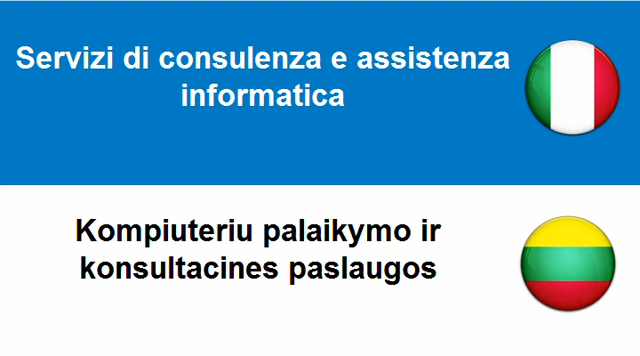 Servizi di consulenza e assistenza
informatica
Kompiuteriu palaikymo ir
konsultacines paslaugos